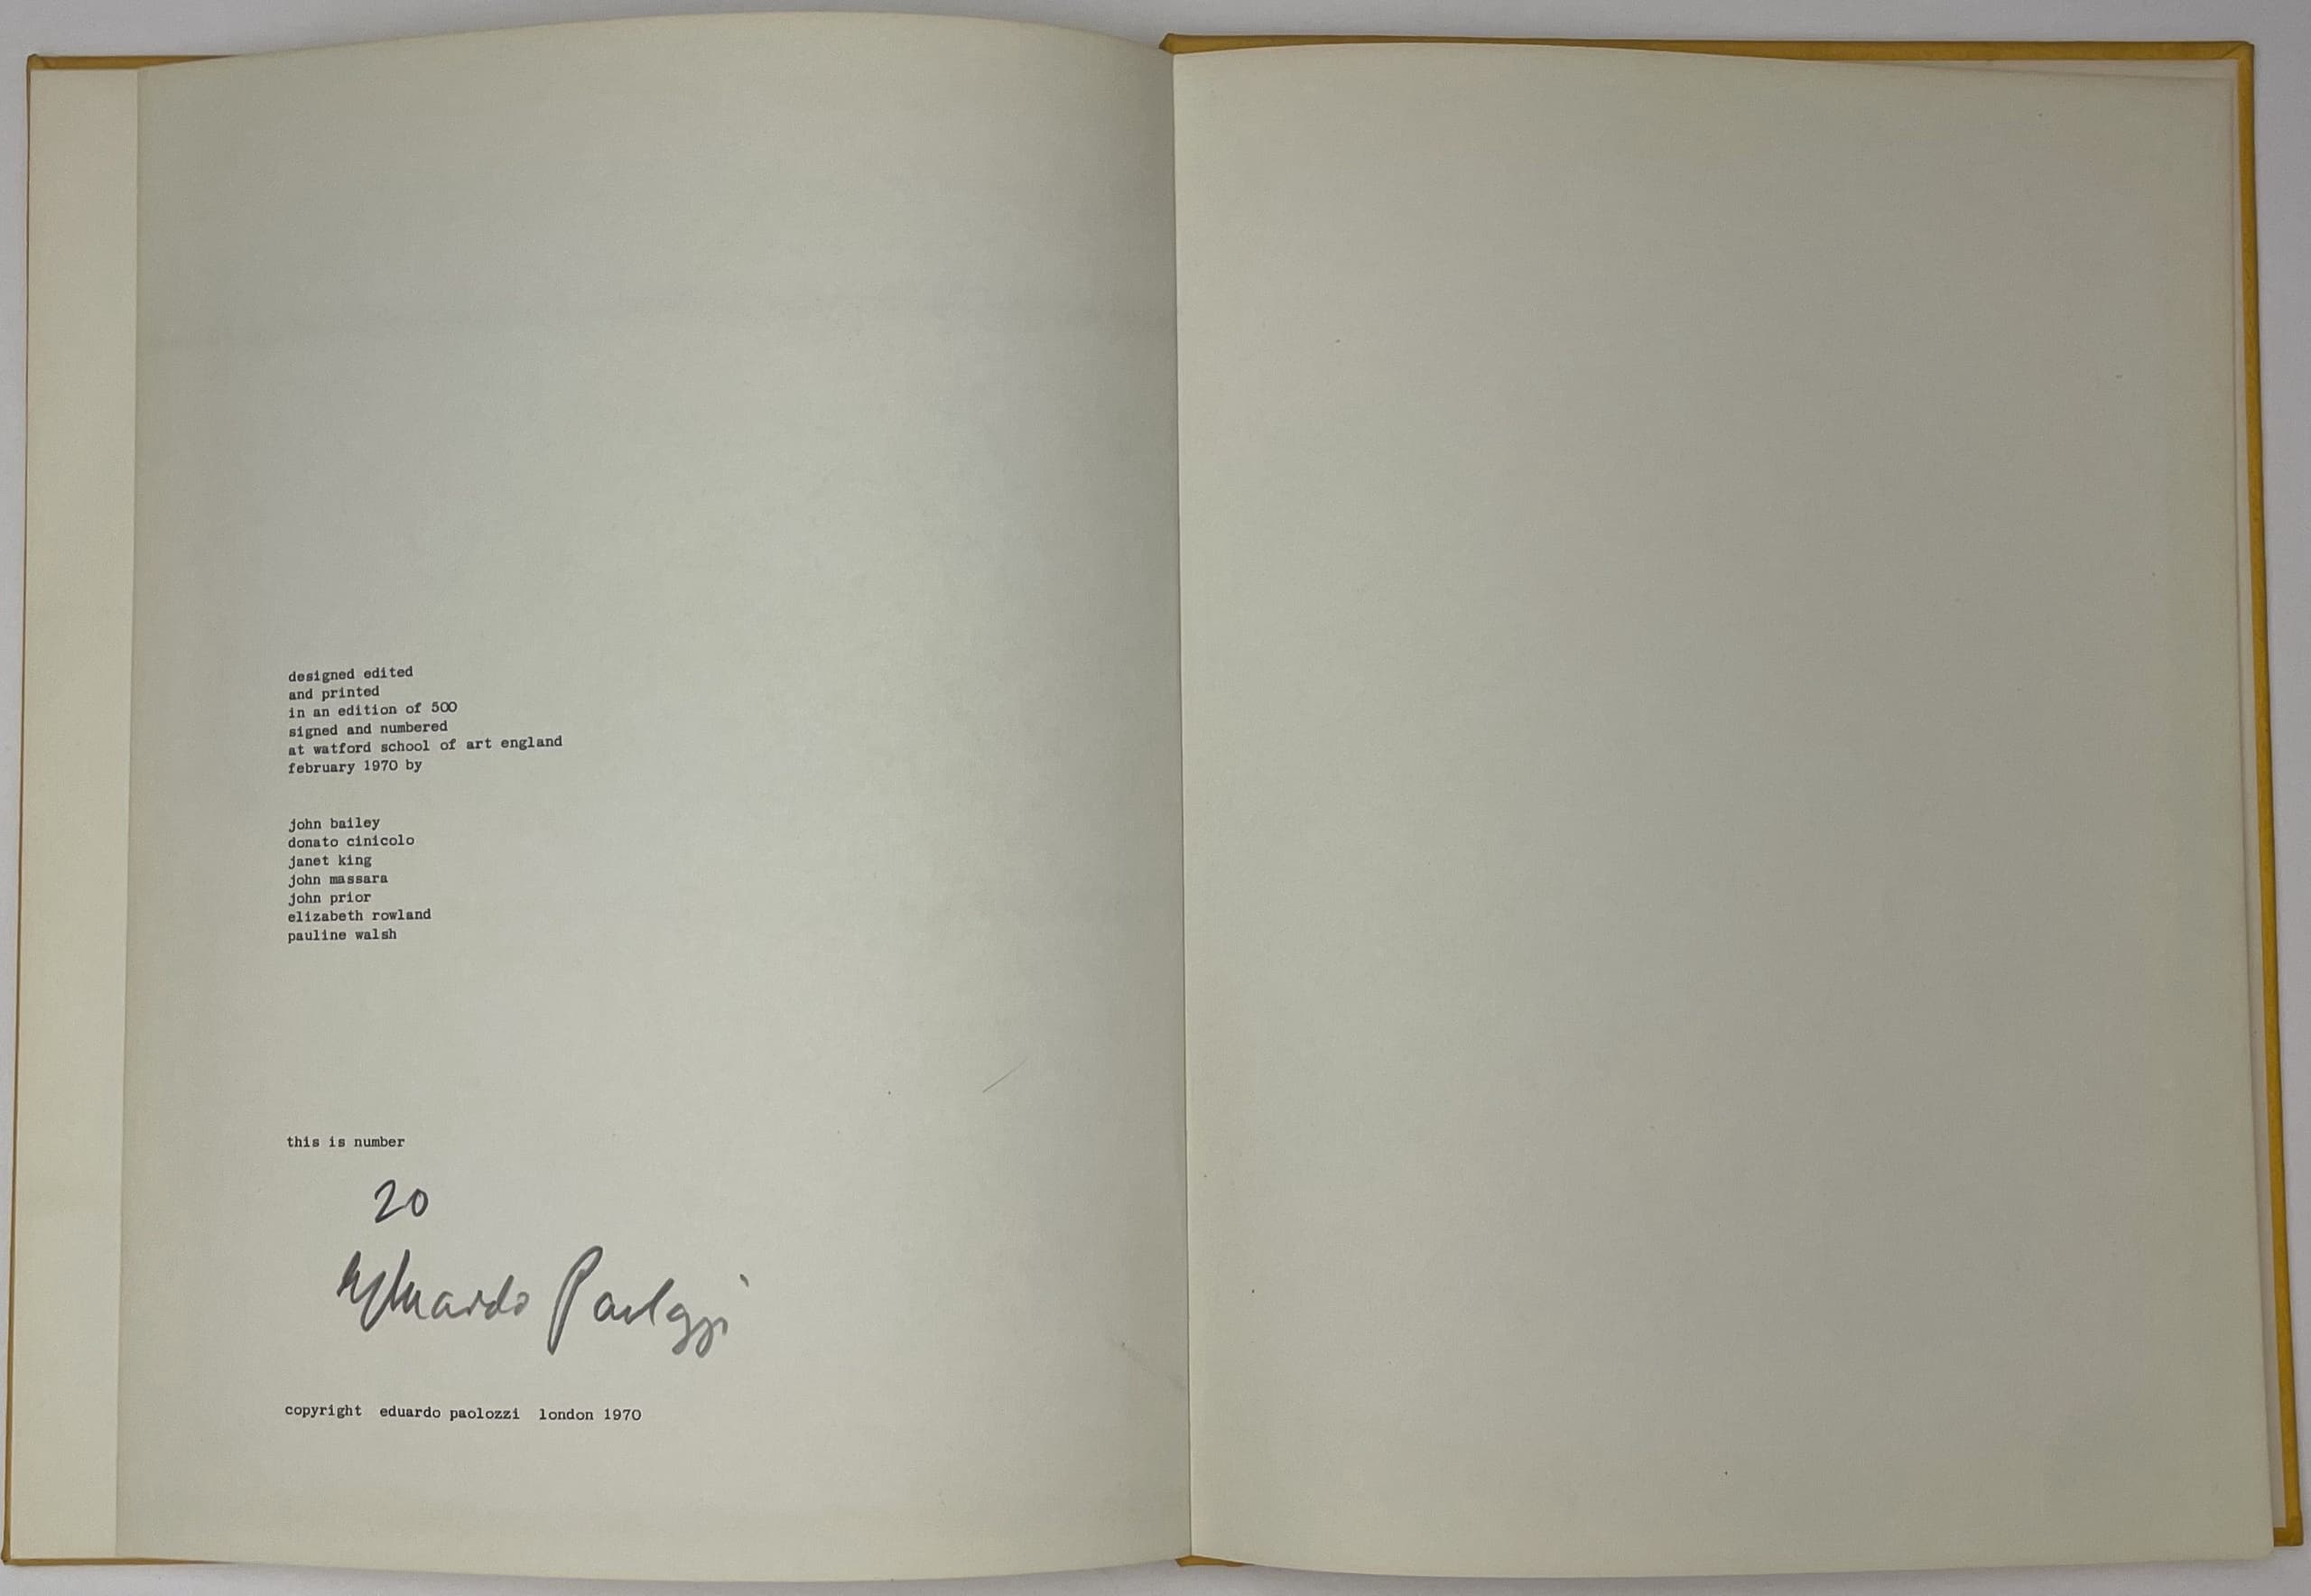 designed edited
and printed
in an edition of 500
signed and numbered
at watford school of art england
february 1970 by
john bailey
donato cinicolo
janet king
john massara
john prior
elizabeth rowland
pauline walsh
this is number
20
Eduardo Paolozzi
copyright eduardo paolozzi london 1970